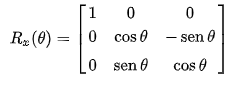 R_x(θ) = [ 1 0 0
0 cos θ − sen θ
0 sen θ cos θ ]